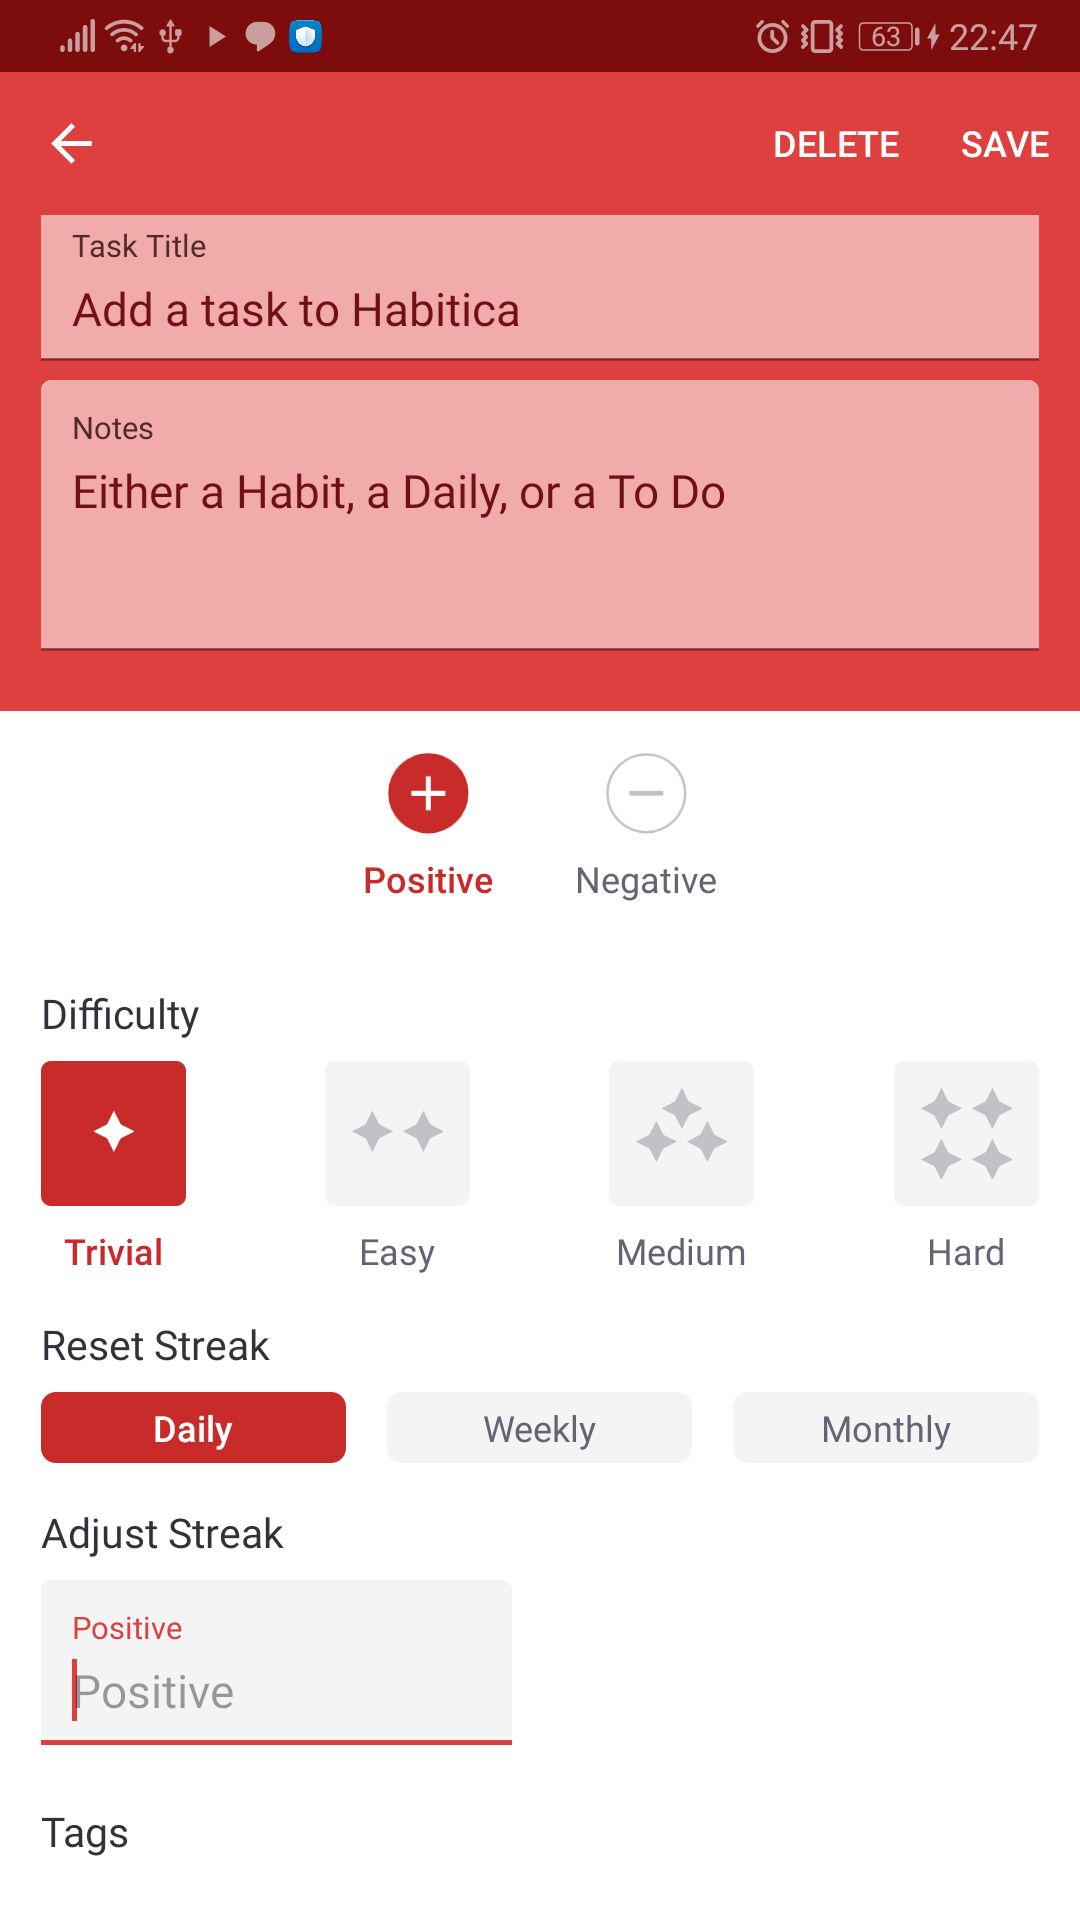 63 22:47
DELETE SAVE
Task Title
Add a task to Habitica
Notes
Either a Habit, a Daily, or a To Do
Positive Negative
Difficulty
Trivial Easy Medium Hard
Reset Streak
Daily Weekly Monthly
Adjust Streak
Positive
Positive
Tags